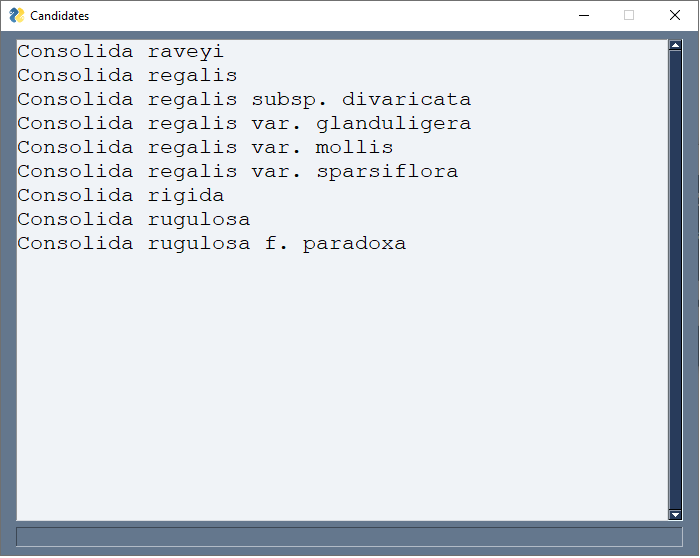 Candidates
Consolida raveyi
Consolida regalis
Consolida regalis subsp. divaricata
Consolida regalis var. glanduligera
Consolida regalis var. mollis
Consolida regalis var. sparsiflora
Consolida rigida
Consolida rugulosa
Consolida rugulosa f. paradoxa